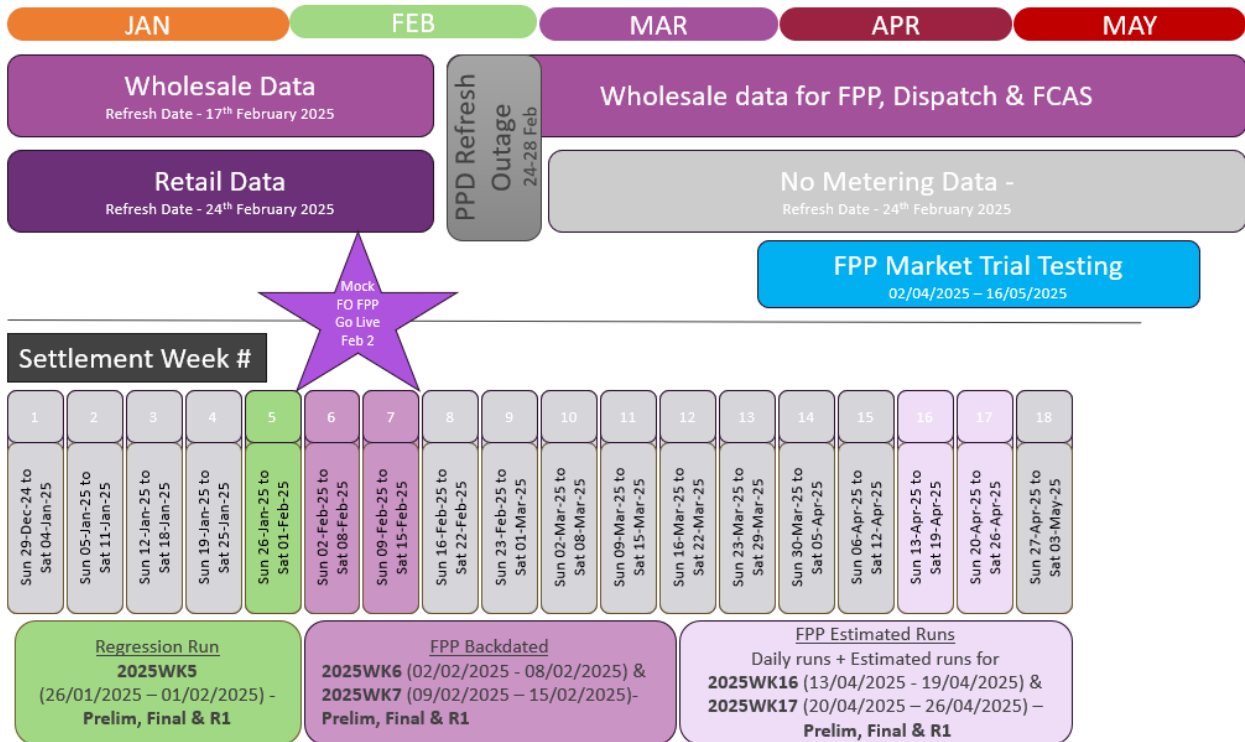 JAN FEB MAR APR MAY
Wholesale Data
Refresh Date - 17th February 2025
PPD Refresh
Outage
24-28 Feb
Wholesale data for FPP, Dispatch & FCAS
Retail Data
Refresh Date - 24th February 2025
No Metering Data -
Refresh Date - 24th February 2025
FPP Market Trial Testing
02/04/2025 – 16/05/2025
Mock
FO FPP
Go Live
Feb 2
Settlement Week #
1 2 3 4 5 6 7 8 9 10 11 12 13 14 15 16 17 18
Sun 29-Dec-24 to
Sat 04-Jan-25
Sun 05-Jan-25 to
Sat 11-Jan-25
Sun 12-Jan-25 to
Sat 18-Jan-25
Sun 19-Jan-25 to
Sat 25-Jan-25
Sun 26-Jan-25 to
Sat 01-Feb-25
Sun 02-Feb-25 to
Sat 08-Feb-25
Sun 09-Feb-25 to
Sat 15-Feb-25
Sun 16-Feb-25 to
Sat 22-Feb-25
Sun 23-Feb-25 to
Sat 01-Mar-25
Sun 02-Mar-25 to
Sat 08-Mar-25
Sun 09-Mar-25 to
Sat 15-Mar-25
Sun 16-Mar-25 to
Sat 22-Mar-25
Sun 23-Mar-25 to
Sat 29-Mar-25
Sun 30-Mar-25 to
Sat 05-Apr-25
Sun 06-Apr-25 to
Sat 12-Apr-25
Sun 13-Apr-25 to
Sat 19-Apr-25
Sun 20-Apr-25 to
Sat 26-Apr-25
Sun 27-Apr-25 to
Sat 03-May-25
Regression Run
2025WK5
(26/01/2025 – 01/02/2025) -
Prelim, Final & R1
FPP Backdated
2025WK6 (02/02/2025 - 08/02/2025) &
2025WK7 (09/02/2025 – 15/02/2025)-
Prelim, Final & R1
FPP Estimated Runs
Daily runs + Estimated runs for
2025WK16 (13/04/2025 - 19/04/2025) &
2025WK17 (20/04/2025 – 26/04/2025) –
Prelim, Final & R1